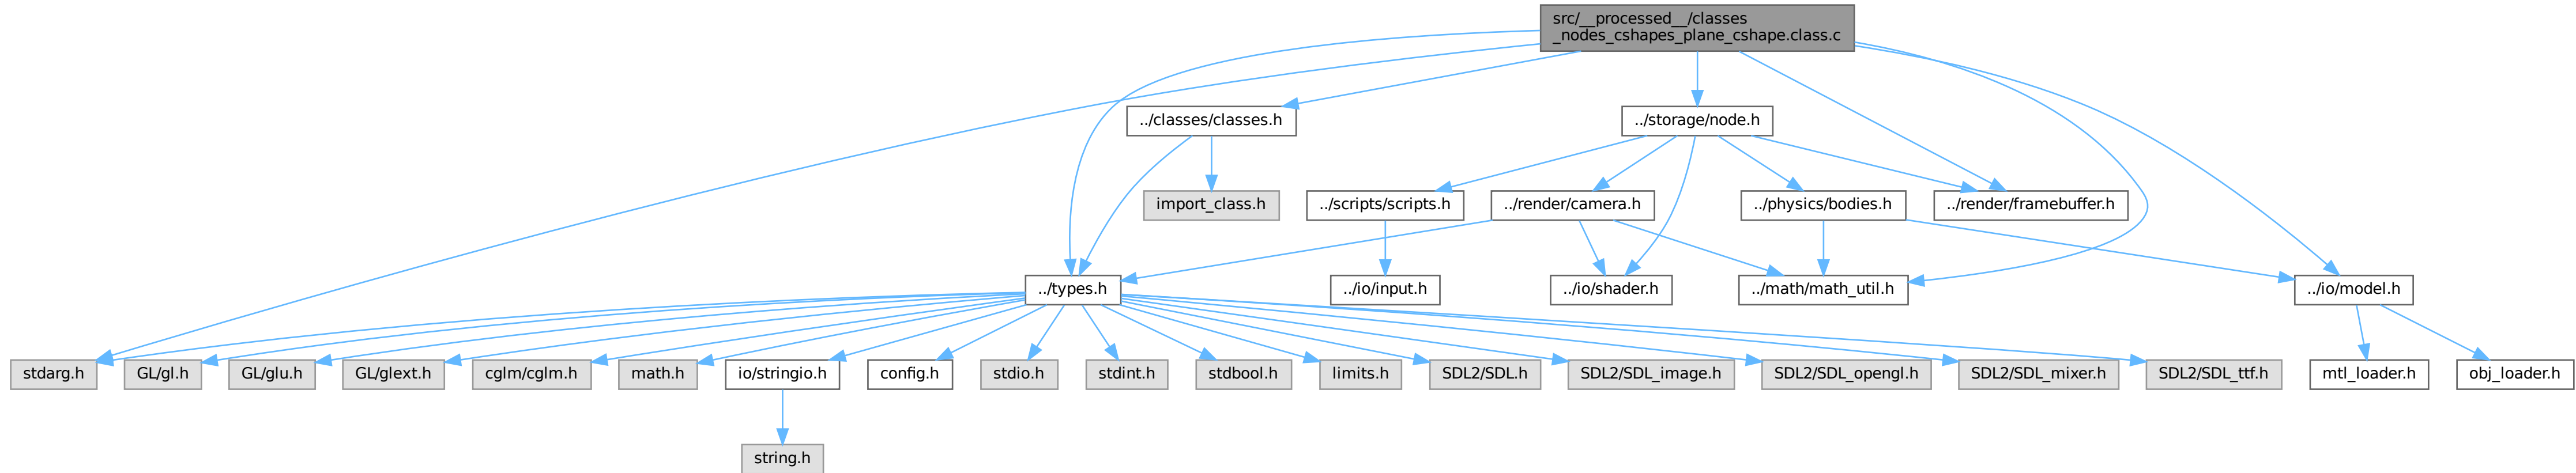 src/__processed__/classes
_nodes_cshapes_plane_cshape.class.c
../classes/classes.h
../storage/node.h
import_class.h
../scripts/scripts.h
../render/camera.h
../physics/bodies.h
../render/framebuffer.h
../types.h
../io/input.h
../io/shader.h
../math/math_util.h
../io/model.h
stdarg.h
GL/gl.h
GL/glu.h
GL/glext.h
cglm/cglm.h
math.h
io/stringio.h
config.h
stdio.h
stdint.h
stdbool.h
limits.h
SDL2/SDL.h
SDL2/SDL_image.h
SDL2/SDL_opengl.h
SDL2/SDL_mixer.h
SDL2/SDL_ttf.h
mtl_loader.h
obj_loader.h
string.h